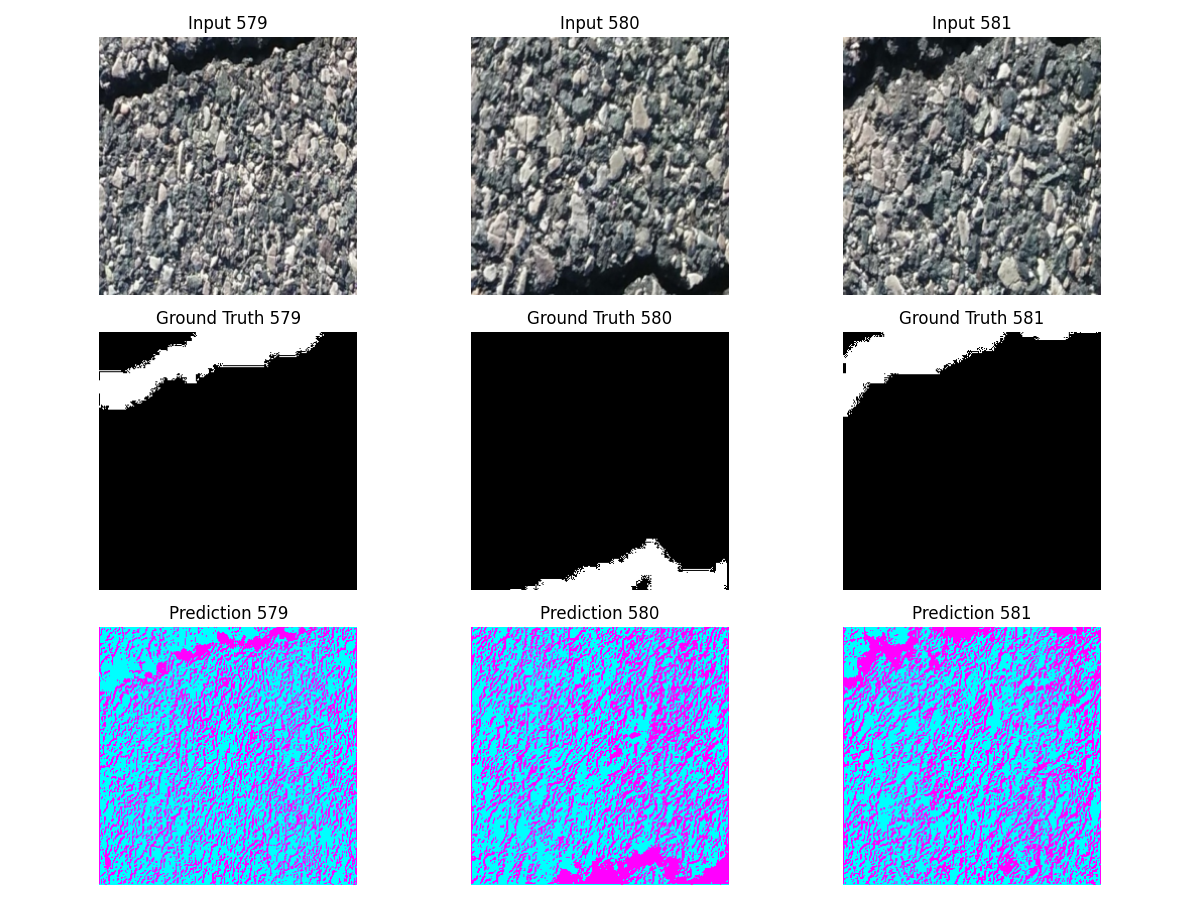 Input 579
Input 580
Input 581
Ground Truth 579
Ground Truth 580
Ground Truth 581
Prediction 579
Prediction 580
Prediction 581